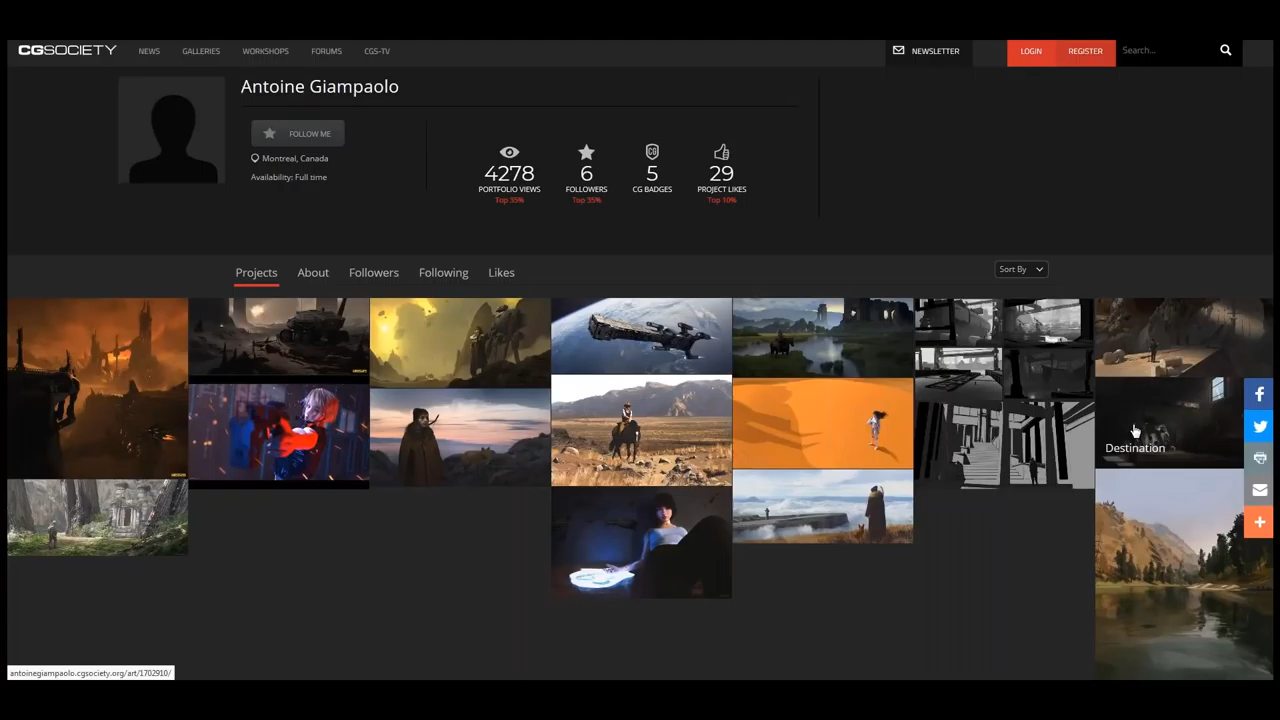 CGSOCIETY NEWS GALLERIES WORKSHOPS FORUMS CGS-TV NEWSLETTER LOGIN REGISTER Search...
Antoine Giampaolo
FOLLOW ME
Montreal, Canada
Availability: Full time
4278 6 5 29
PORTFOLIO VIEWS FOLLOWERS CG BADGES PROJECT LIKES
Top 35% Top 35% Top 10%
Projects About Followers Following Likes Sort By
Destination
antoinegiampaolo.cgsociety.org/art/1702910/